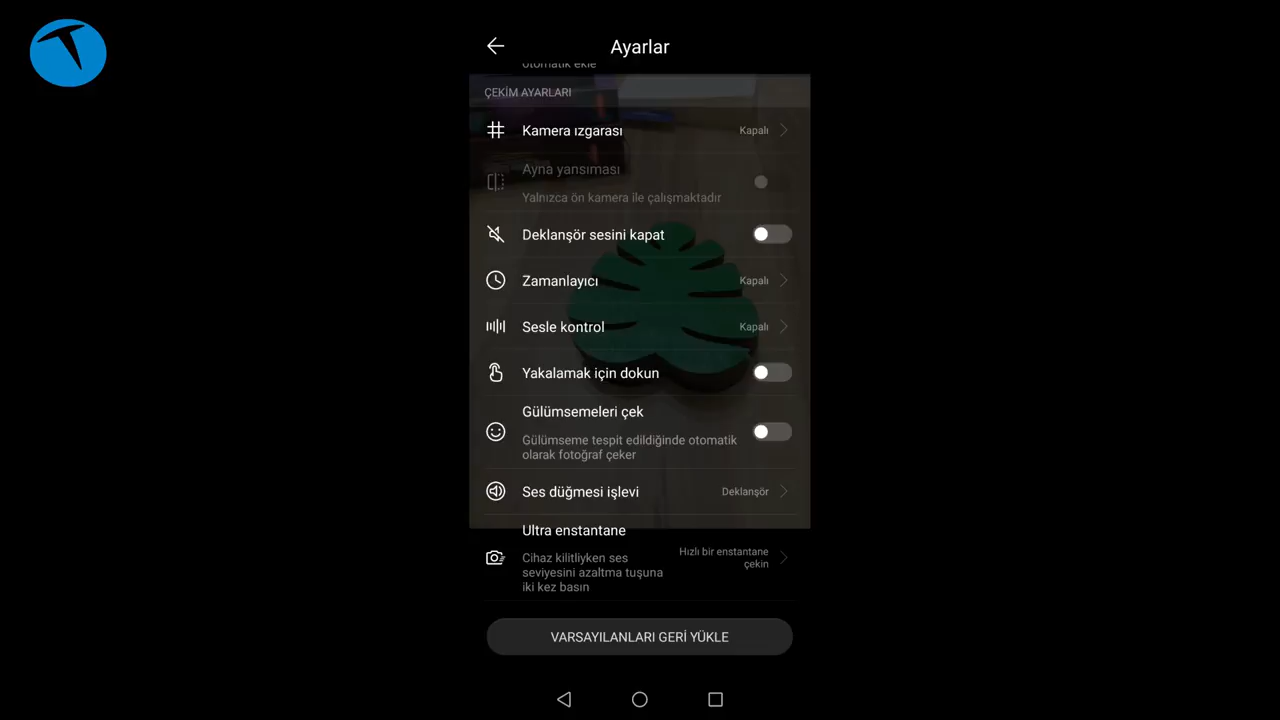 Ayarlar
otomatik ekle
ÇEKİM AYARLARI
Kamera ızgarası
Kapalı
Ayna yansıması
Yalnızca ön kamera ile çalışmaktadır
Deklanşör sesini kapat
Zamanlayıcı
Kapalı
Sesle kontrol
Kapalı
Yakalamak için dokun
Gülümsemeleri çek
Gülümseme tespit edildiğinde otomatik
olarak fotoğraf çeker
Ses düğmesi işlevi
Deklanşör
Ultra enstantane
Cihaz kilitliyken ses
seviyesini azaltma tuşuna
iki kez basın
Hızlı bir enstantane
çekin
VARSAYILANLARI GERİ YÜKLE